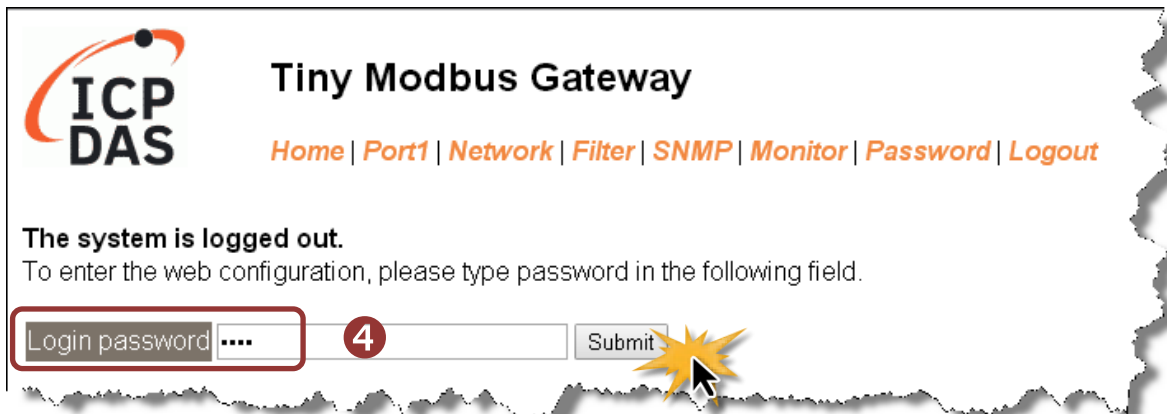 ICP
DAS
Tiny Modbus Gateway
Home | Port1 | Network | Filter | SNMP | Monitor | Password | Logout
The system is logged out.
To enter the web configuration, please type password in the following field.
Login password •••• 4 Submit